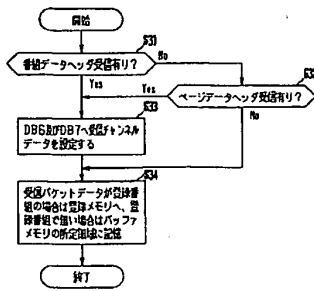 開始
S31
番組データヘッダ受信有り?
No
Yes
S32
ページデータヘッダ受信有り?
Yes
No
S33
DB6及びDB7へ受信チャンネル
データを設定する
S34
受信パケットデータが登録番
組の場合は登録メモリへ、登
録番組で無い場合はバッファ
メモリの所定領域に記憶
終了